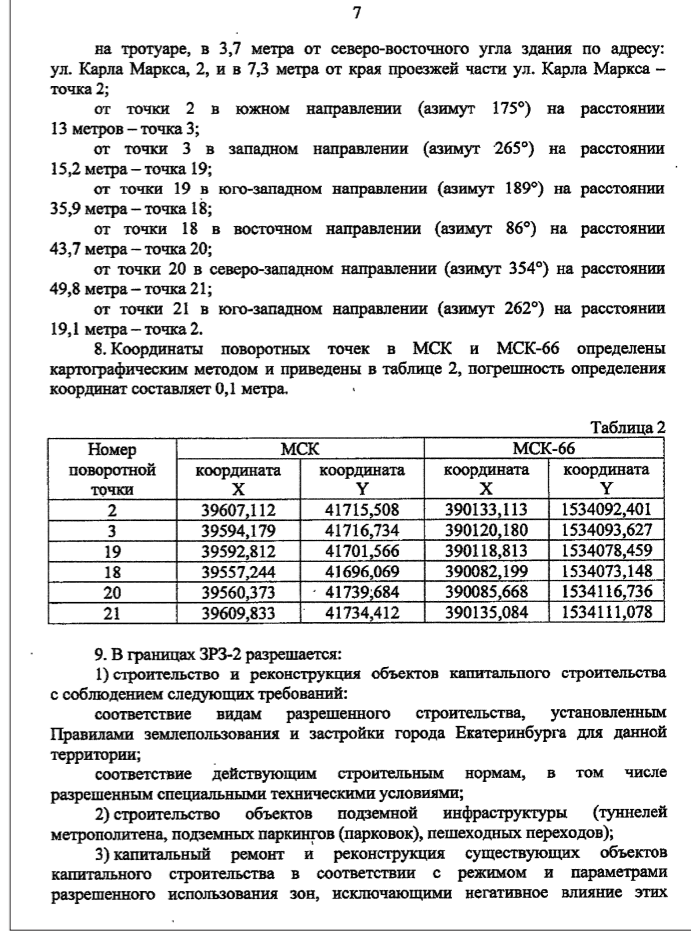 7
на тротуаре, в 3,7 метра от северо-восточного угла здания по адресу:
ул. Карла Маркса, 2, и в 7,3 метра от края проезжей части ул. Карла Маркса –
точка 2;
от точки 2 в южном направлении (азимут 175°) на расстоянии
13 метров – точка 3;
от точки 3 в западном направлении (азимут 265°) на расстоянии
15,2 метра – точка 19;
от точки 19 в юго-западном направлении (азимут 189°) на расстоянии
35,9 метра – точка 18;
от точки 18 в восточном направлении (азимут 86°) на расстоянии
43,7 метра – точка 20;
от точки 20 в северо-западном направлении (азимут 354°) на расстоянии
49,8 метра – точка 21;
от точки 21 в юго-западном направлении (азимут 262°) на расстоянии
19,1 метра – точка 2.
8. Координаты поворотных точек в МСК и МСК-66 определены
картографическим методом и приведены в таблице 2, погрешность определения
координат составляет 0,1 метра.
Таблица 2
Номер поворотной точки МСК МСК-66
координата X координата Y координата X координата Y
2 39607,112 41715,508 390133,113 1534092,401
3 39594,179 41716,734 390120,180 1534093,627
19 39592,812 41701,566 390118,813 1534078,459
18 39557,244 41696,069 390082,199 1534073,148
20 39560,373 41739,684 390085,668 1534116,736
21 39609,833 41734,412 390135,084 1534111,078
9. В границах ЗРЗ-2 разрешается:
1) строительство и реконструкция объектов капитального строительства
с соблюдением следующих требований:
соответствие видам разрешенного строительства, установленным
Правилами землепользования и застройки города Екатеринбурга для данной
территории;
соответствие действующим строительным нормам, в том числе
разрешенным специальными техническими условиями;
2) строительство объектов подземной инфраструктуры (туннелей
метрополитена, подземных паркингов (парковок), пешеходных переходов);
3) капитальный ремонт и реконструкция существующих объектов
капитального строительства в соответствии с режимом и параметрами
разрешенного использования зон, исключающими негативное влияние этих